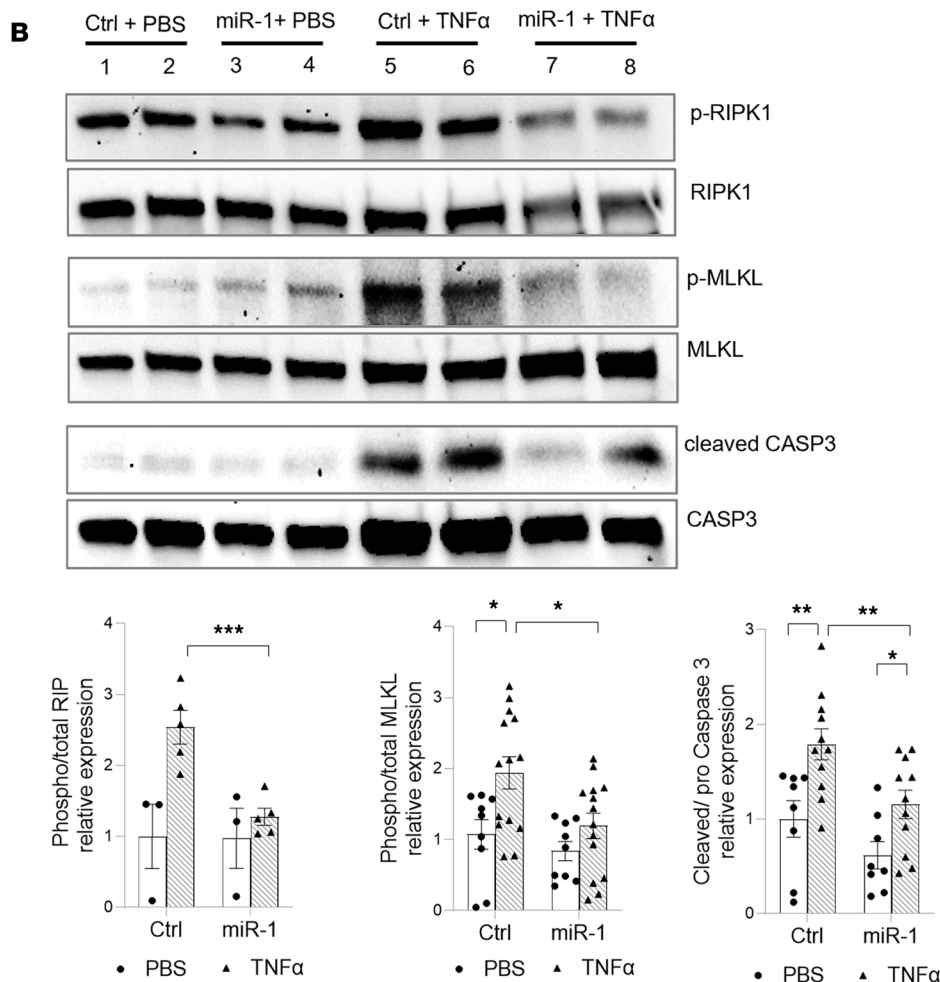 B
Ctrl + PBS miR-1+ PBS Ctrl + TNFα miR-1 + TNFα
1 2 3 4 5 6 7 8
p-RIPK1
RIPK1
p-MLKL
MLKL
cleaved CASP3
CASP3
Phospho/total RIP
relative expression
4
3
2
1
0
***
Ctrl miR-1
● PBS ▲ TNFα
Phospho/total MLKL
relative expression
4
3
2
1
0
* *
Ctrl miR-1
● PBS ▲ TNFα
Cleaved/ pro Caspase 3
relative expression
3
2
1
0
** **
*
Ctrl miR-1
● PBS ▲ TNFα